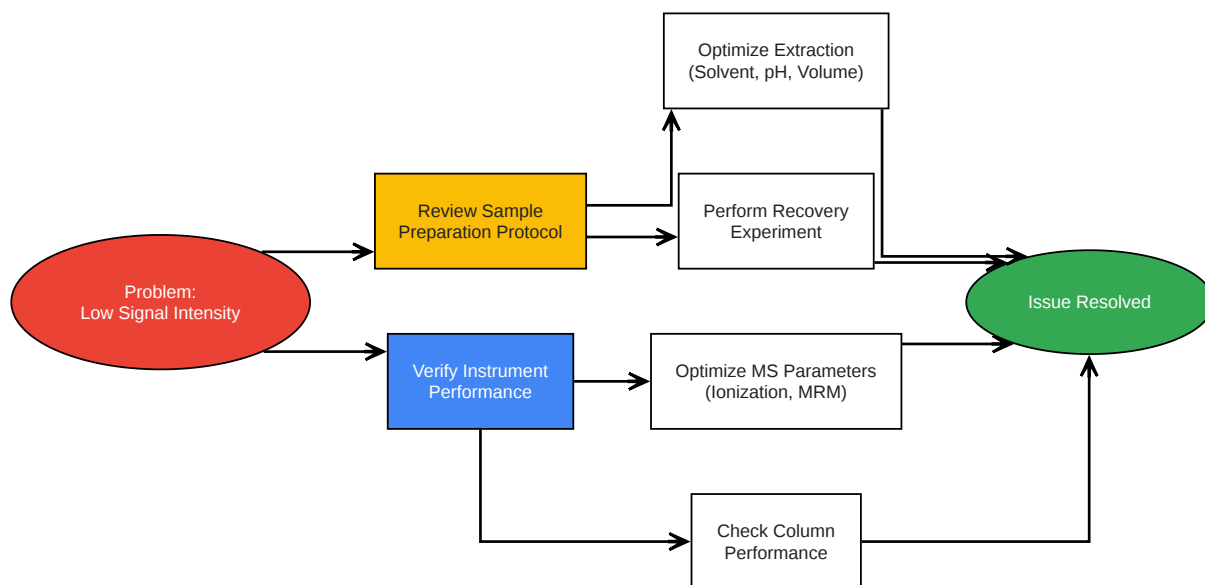 Optimize Extraction
(Solvent, pH, Volume)
Review Sample
Preparation Protocol
Perform Recovery
Experiment
Problem:
Low Signal Intensity
Issue Resolved
Verify Instrument
Performance
Optimize MS Parameters
(Ionization, MRM)
Check Column
Performance